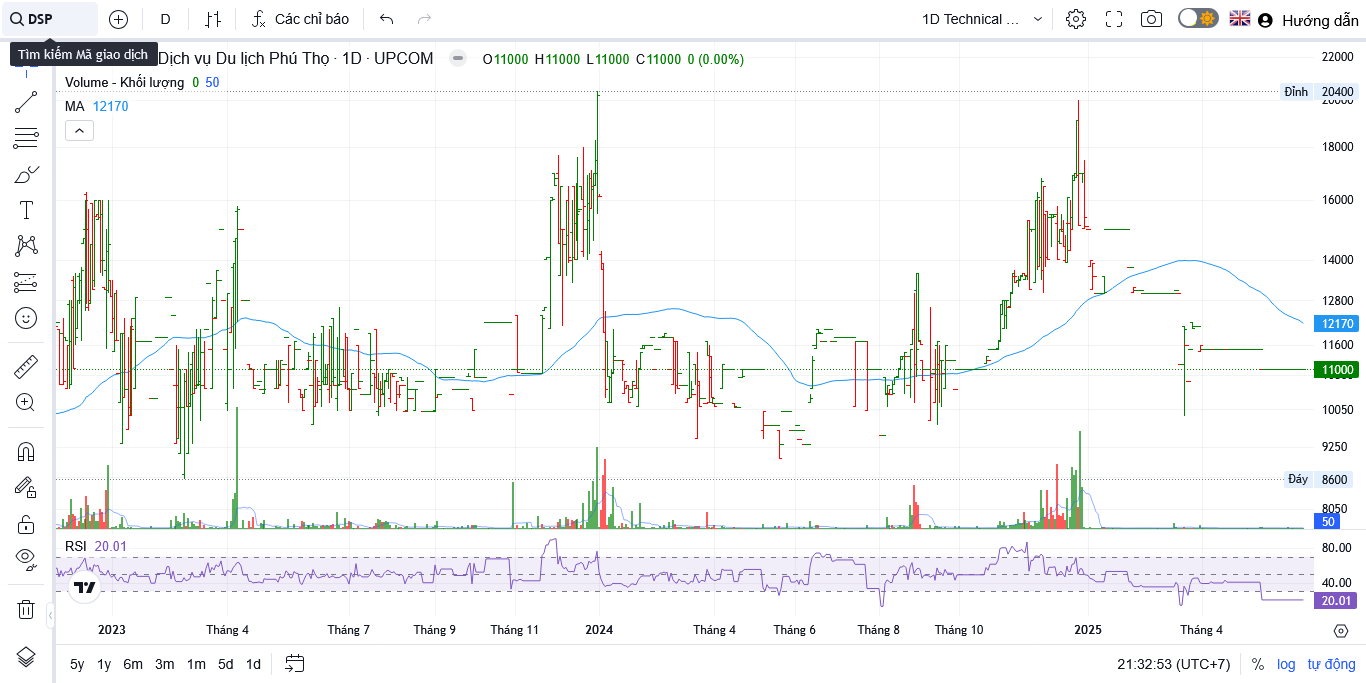 DSP D Các chỉ báo 1D Technical ... Hướng dẫn
Tìm kiếm Mã giao dịch Dịch vụ Du lịch Phú Thọ · 1D · UPCOM O11000 H11000 L11000 C11000 0 (0.00%)
Volume - Khối lượng 0 50
MA 12170
22000
Đỉnh 20400
20000
18000
16000
14000
12800
12170
11600
11000
10050
9250
Đáy 8600
8050
50
RSI 20.01
80.00
40.00
20.01
2023 Tháng 4 Tháng 7 Tháng 9 Tháng 11 2024 Tháng 4 Tháng 6 Tháng 8 Tháng 10 2025 Tháng 4
5y 1y 6m 3m 1m 5d 1d 21:32:53 (UTC+7) % log tự động